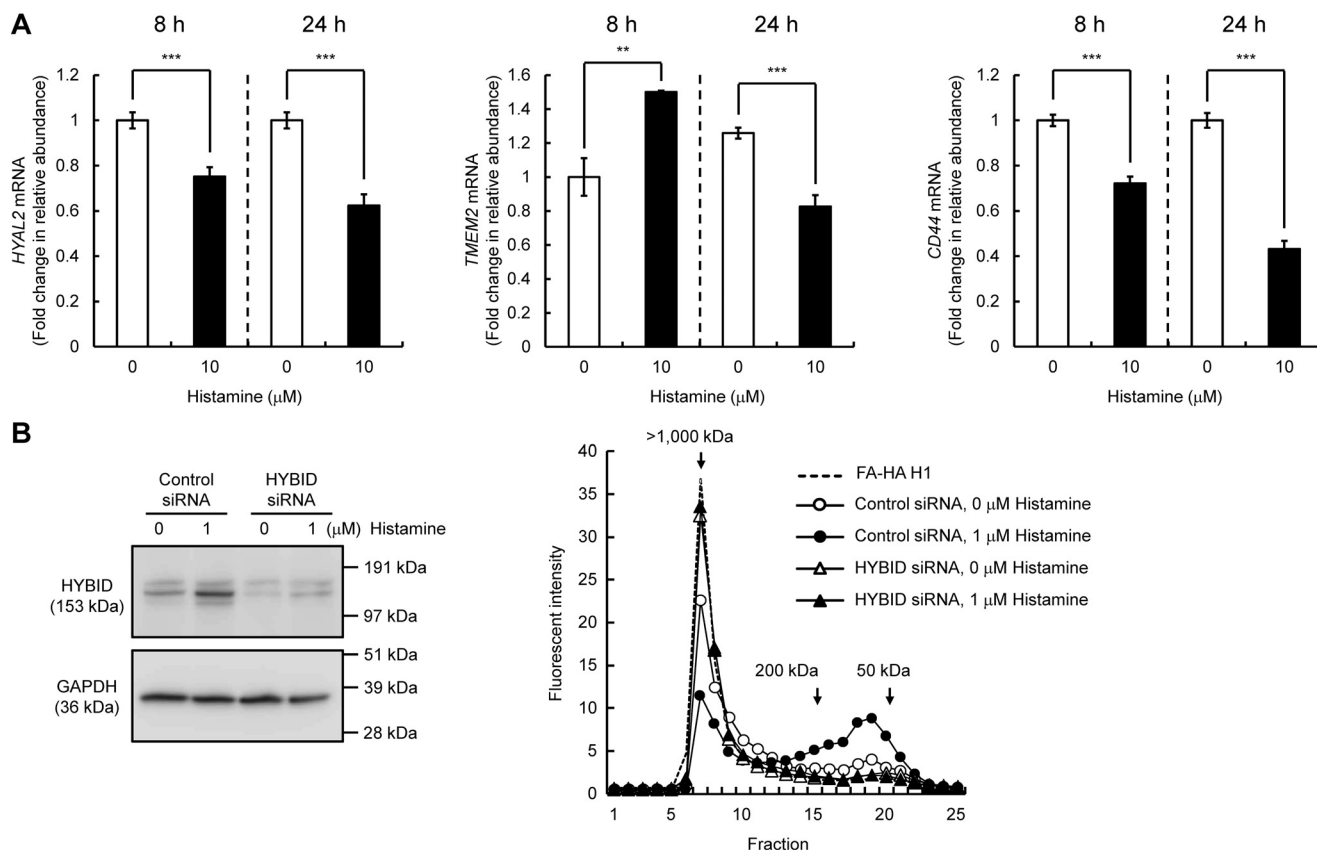 A
8 h 24 h
*** ***
HYAL2 mRNA
(Fold change in relative abundance)
1.2
1
0.8
0.6
0.4
0.2
0
0 10 0 10
Histamine (μM)
8 h 24 h
** ***
TMEM2 mRNA
(Fold change in relative abundance)
1.6
1.4
1.2
1
0.8
0.6
0.4
0.2
0
0 10 0 10
Histamine (μM)
8 h 24 h
*** ***
CD44 mRNA
(Fold change in relative abundance)
1.2
1
0.8
0.6
0.4
0.2
0
0 10 0 10
Histamine (μM)
B
Control HYBID
siRNA siRNA
0 1 0 1 (μM) Histamine
HYBID
(153 kDa)
191 kDa
97 kDa
GAPDH
(36 kDa)
51 kDa
39 kDa
28 kDa
>1,000 kDa
Fluorescent intensity
40
35
30
25
20
15
10
5
0
FA-HA H1
Control siRNA, 0 μM Histamine
Control siRNA, 1 μM Histamine
HYBID siRNA, 0 μM Histamine
HYBID siRNA, 1 μM Histamine
200 kDa 50 kDa
1 5 10 15 20 25
Fraction